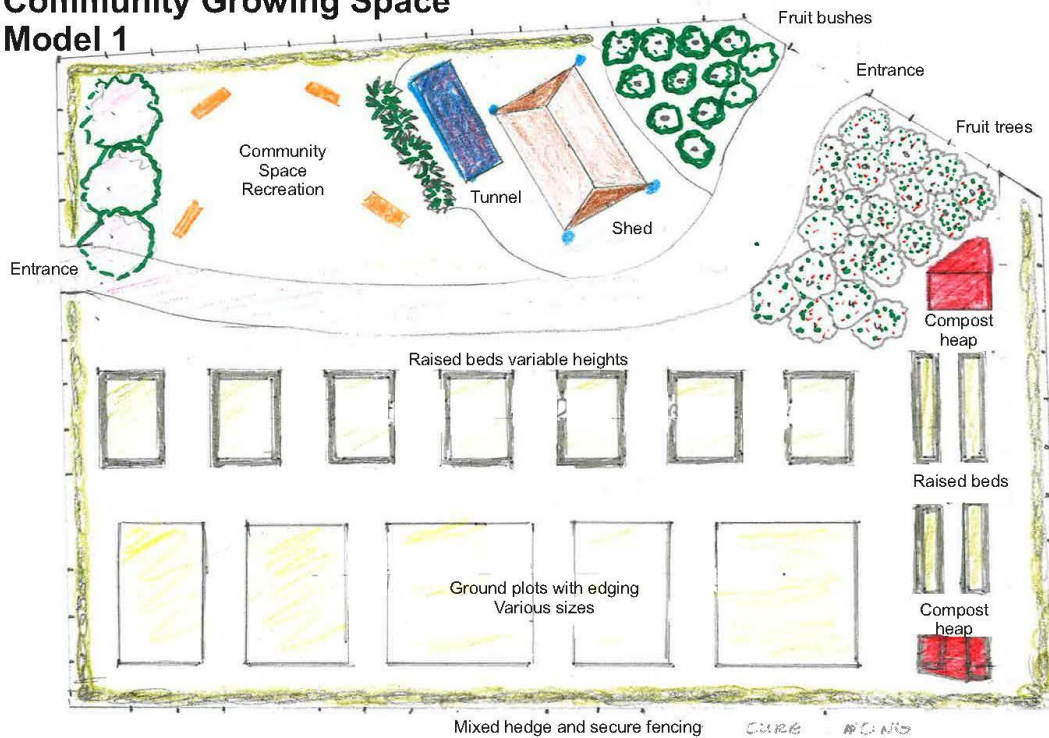 Community Growing Space
Model 1
Fruit bushes
Entrance
Fruit trees
Community
Space
Recreation
Tunnel
Shed
Entrance
Compost
heap
Raised beds variable heights
Raised beds
Ground plots with edging
Various sizes
Compost
heap
Mixed hedge and secure fencing